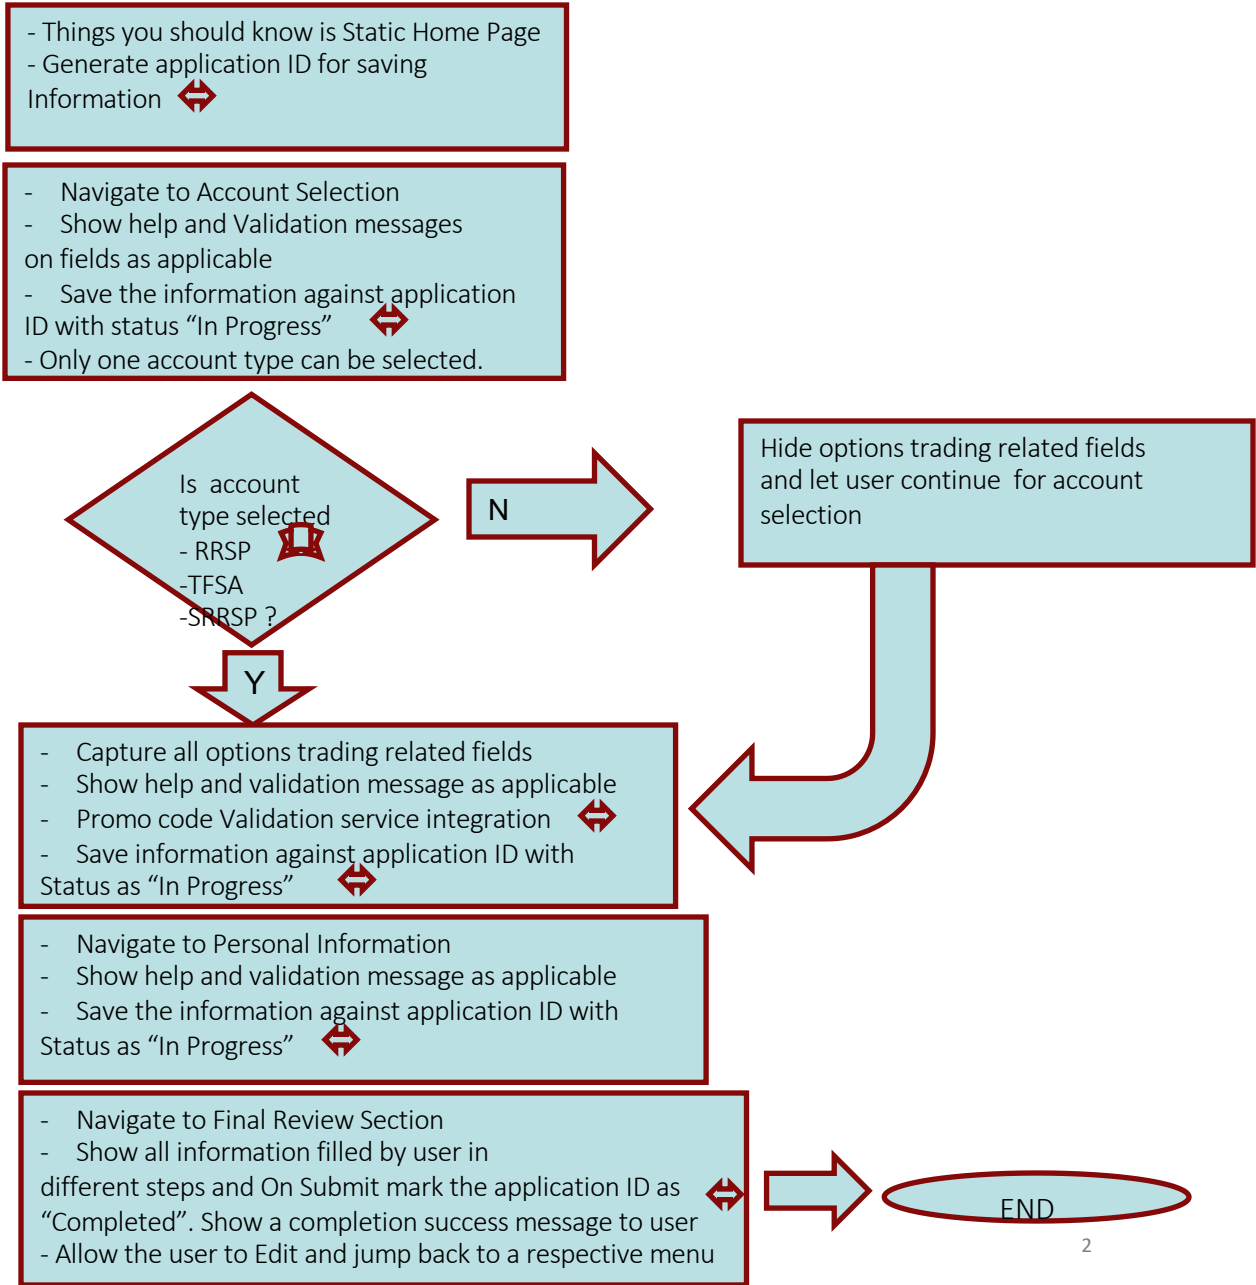 - Things you should know is Static Home Page
- Generate application ID for saving
Information
- Navigate to Account Selection
- Show help and Validation messages
on fields as applicable
- Save the information against application
ID with status “In Progress”
- Only one account type can be selected.
Is account
type selected
- RRSP
-TFSA
-SRRSP ?
N
Hide options trading related fields
and let user continue for account
selection
Y
- Capture all options trading related fields
- Show help and validation message as applicable
- Promo code Validation service integration
- Save information against application ID with
Status as “In Progress”
- Navigate to Personal Information
- Show help and validation message as applicable
- Save the information against application ID with
Status as “In Progress”
- Navigate to Final Review Section
- Show all information filled by user in
different steps and On Submit mark the application ID as
“Completed”. Show a completion success message to user
- Allow the user to Edit and jump back to a respective menu
END
2